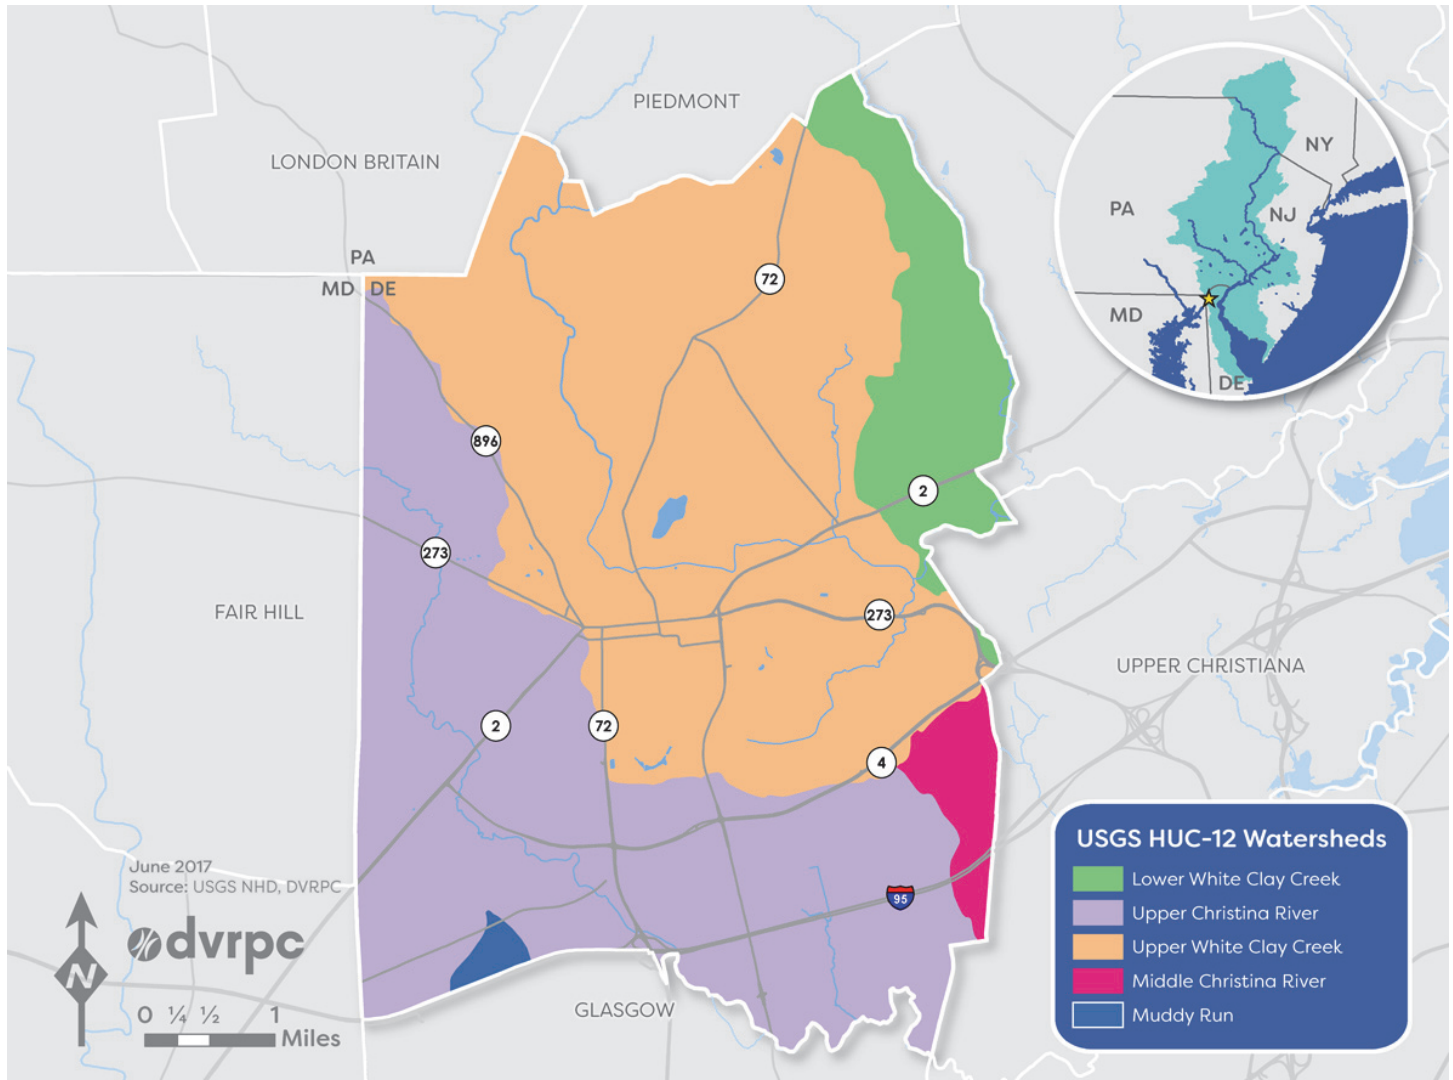 PIEDMONT
LONDON BRITAIN
PA
MD DE
72
896
2
273
273
FAIR HILL
UPPER CHRISTIANA
2
72
4
95
GLASGOW
NY
PA
NJ
MD
DE
June 2017
Source: USGS NHD, DVRPC
dvrpc
N
0 ¼ ½ 1
Miles
USGS HUC-12 Watersheds
Lower White Clay Creek
Upper Christina River
Upper White Clay Creek
Middle Christina River
Muddy Run